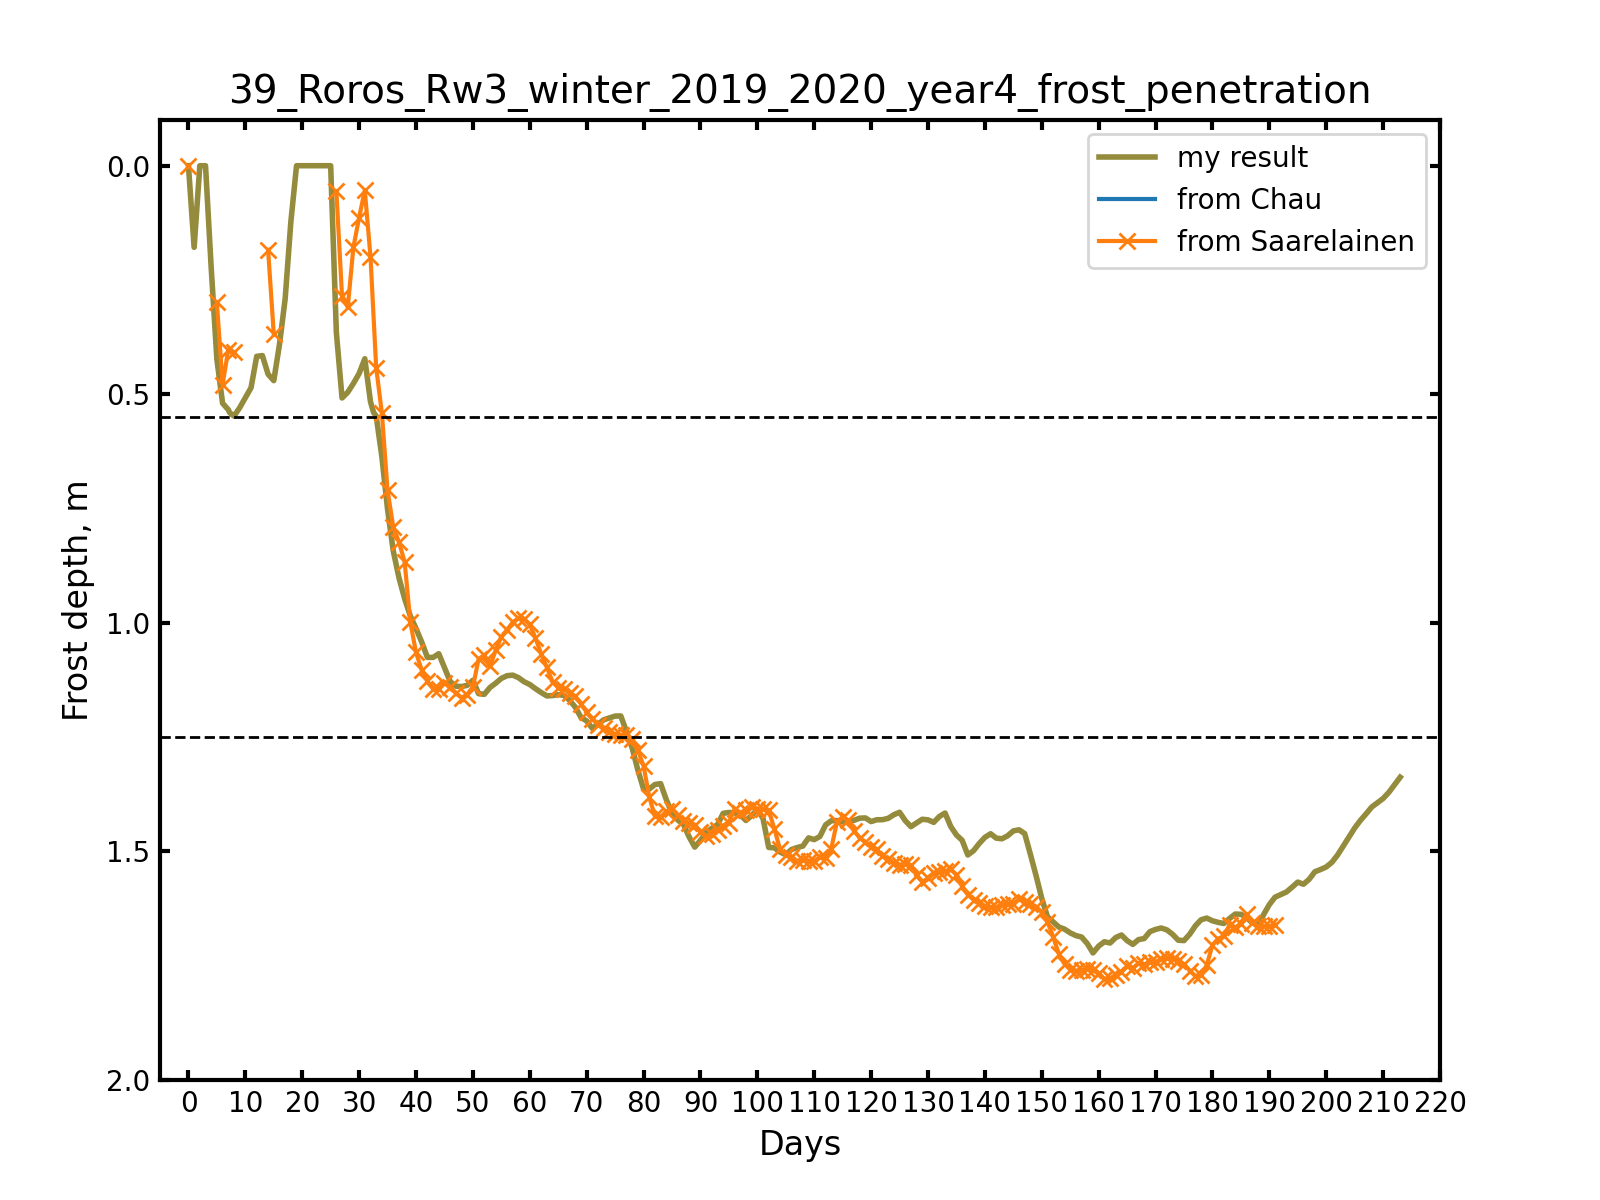 39_Roros_Rw3_winter_2019_2020_year4_frost_penetration
my result
from Chau
from Saarelainen
0.0
0.5
1.0
1.5
2.0
Frost depth, m
0 10 20 30 40 50 60 70 80 90 100 110 120 130 140 150 160 170 180 190 200 210 220
Days